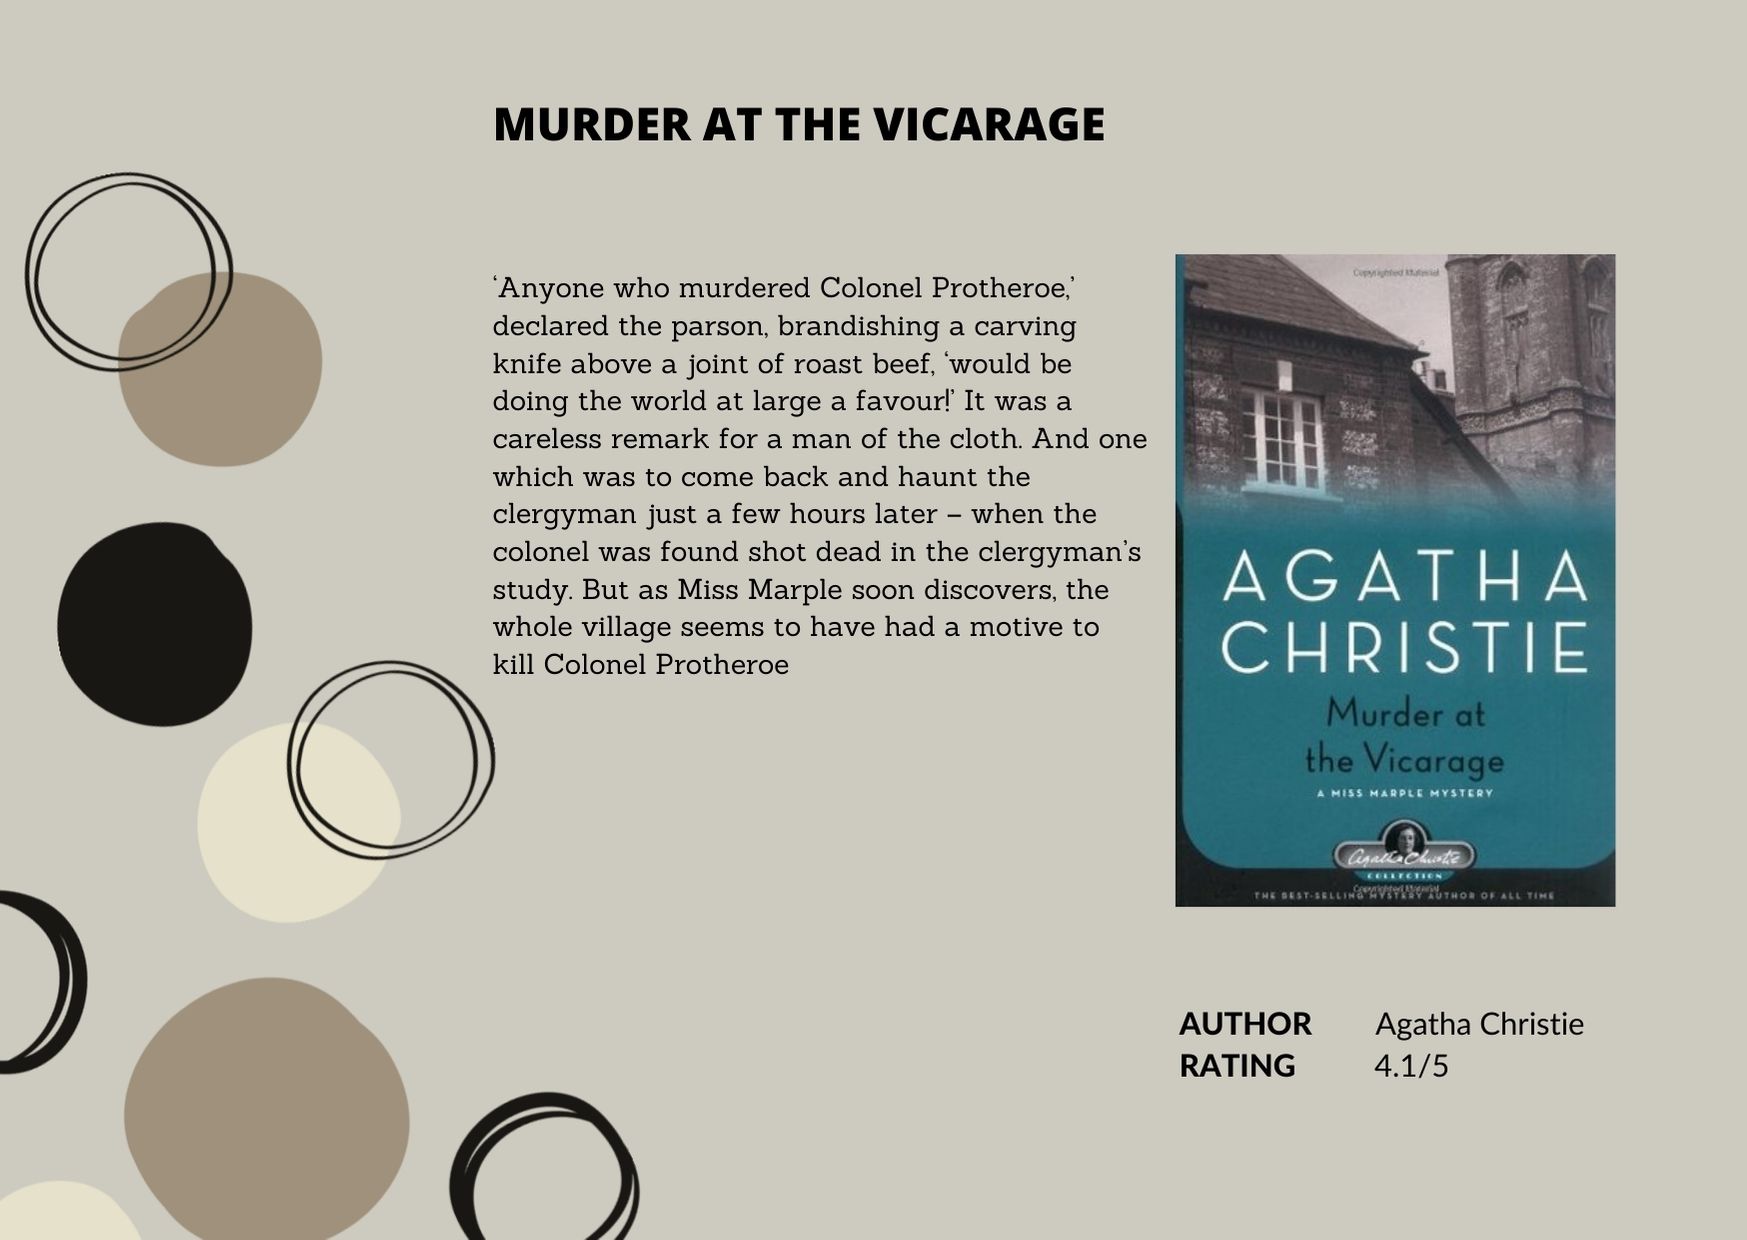 MURDER AT THE VICARAGE
‘Anyone who murdered Colonel Protheroe,’
declared the parson, brandishing a carving
knife above a joint of roast beef, ‘would be
doing the world at large a favour!’ It was a
careless remark for a man of the cloth. And one
which was to come back and haunt the
clergyman just a few hours later – when the
colonel was found shot dead in the clergyman’s
study. But as Miss Marple soon discovers, the
whole village seems to have had a motive to
kill Colonel Protheroe
Copyrighted Material
AGATHA
CHRISTIE
Murder at
the Vicarage
A MISS MARPLE MYSTERY
Agatha Christie
COLLECTION
Copyrighted Material
THE BEST-SELLING MYSTERY AUTHOR OF ALL TIME
AUTHOR Agatha Christie
RATING 4.1/5